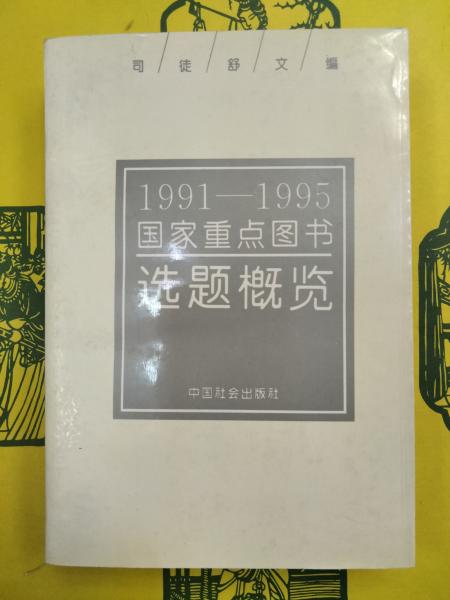 司/徒/舒/文/编
1991—1995
国家重点图书
选题概览
中国社会出版社